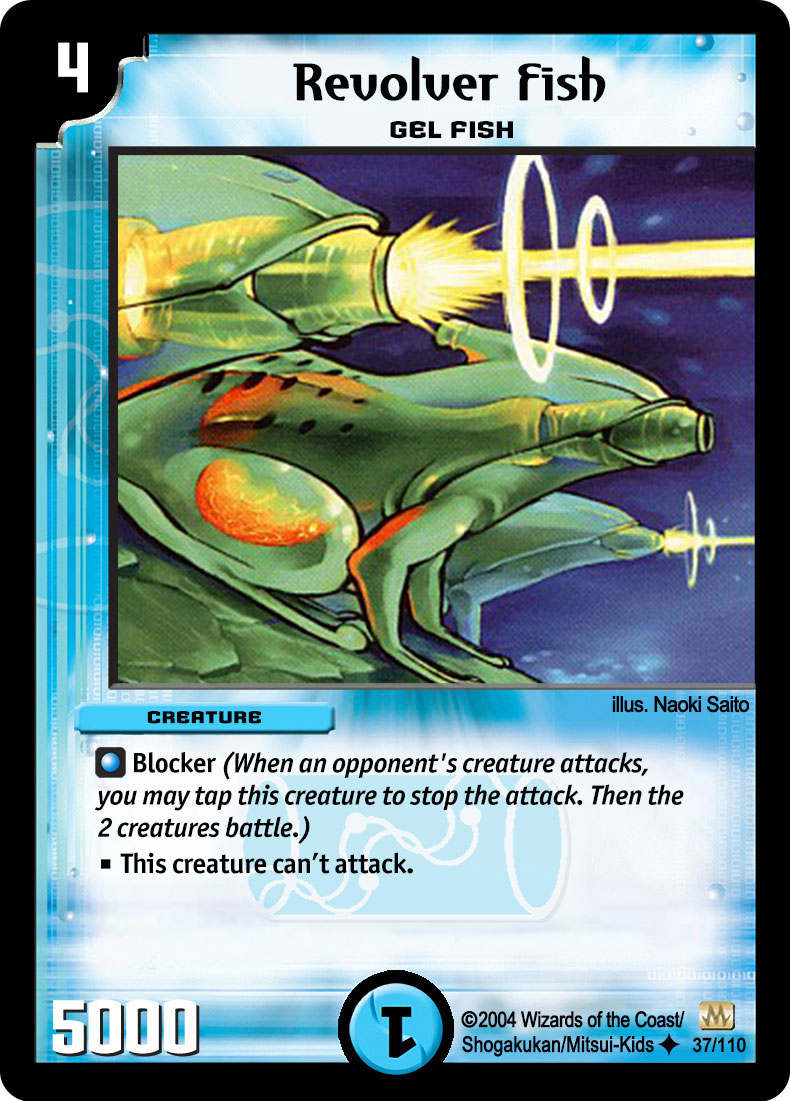 4
Revolver Fish
GEL FISH
illus. Naoki Saito
CREATURE
Blocker (When an opponent's creature attacks,
you may tap this creature to stop the attack. Then the
2 creatures battle.)
▪ This creature can't attack.
5000
1
©2004 Wizards of the Coast/
Shogakukan/Mitsui-Kids ✦ 37/110